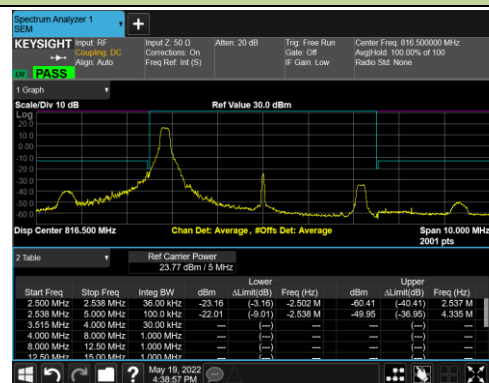 Spectrum Analyzer 1
SEM
+
KEYSIGHT
Input: RF
Coupling: DC
Align: Auto
Input Z: 50 Ω
Corrections: On
Freq Ref: Int (S)
Atten: 20 dB
Trig: Free Run
Gate: Off
IF Gain: Low
Center Freq: 816.500000 MHz
Avg|Hold: 100.00% of 100
Radio Std: None
PASS
1 Graph
Scale/Div 10 dB Ref Value 30.0 dBm
Log
20.0
10.0
0.00
-10.0
-20.0
-30.0
-40.0
-50.0
-60.0
Disp Center 816.500 MHz Chan Det: Average, #Offs Det: Average Span 10.000 MHz
2001 pts
2 Table Ref Carrier Power
23.77 dBm / 5 MHz
Lower Upper
Start Freq Stop Freq Integ BW dBm ΔLimit(dB) Freq (Hz) dBm ΔLimit(dB) Freq (Hz)
2.500 MHz 2.538 MHz 36.00 kHz -23.16 (-3.16) -2.502 M -60.41 (-40.41) 2.537 M
2.538 MHz 5.000 MHz 100.0 kHz -22.01 (-9.01) -2.538 M -49.95 (-36.95) 4.335 M
3.515 MHz 4.000 MHz 30.00 kHz --- (---) --- --- (---) ---
4.000 MHz 8.000 MHz 1.000 MHz --- (---) --- --- (---) ---
8.000 MHz 12.50 MHz 1.000 MHz --- (---) --- --- (---) ---
12.50 MHz 15.00 MHz 1.000 MHz --- (---) --- --- (---) ---
? May 19, 2022
4:38:57 PM